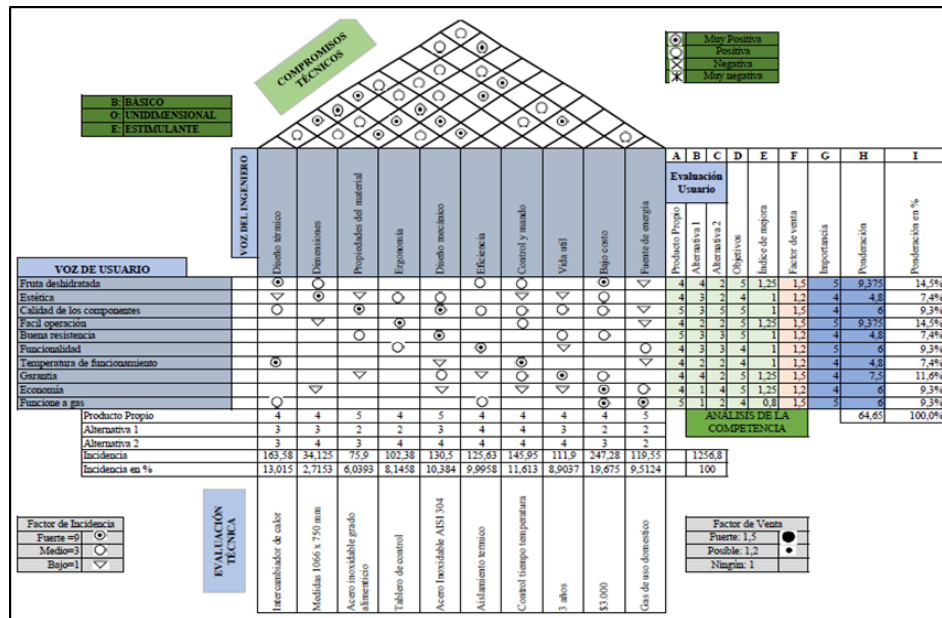 COMPROMISOS
TÉCNICOS
Muy Positiva
Positiva
Negativa
Muy negativa
B: BÁSICO
O: UNIDIMENSIONAL
E: ESTIMULANTE
VOZ DEL INGENIERO
Diseño térmico
Dimensiones
Propiedades del material
Ergonomía
Diseño mecánico
Eficiencia
Control y mando
Vida util
Bajo costo
Fuente de energía
A B C D E F G H I
Evaluación
Usuario
Producto Propio
Alternativa 1
Alternativa 2
Objetivos
Índice de mejora
Factor de venta
Importancia
Ponderación
Ponderación en %
VOZ DE USUARIO
Fruta deshidratada 4 4 2 5 1,25 1,5 5 9,375 14,5%
Estética 4 3 2 4 1 1,2 4 4,8 7,4%
Calidad de los componentes 5 3 5 5 1 1,5 4 6 9,3%
Facil operación 4 2 2 5 1,25 1,5 5 9,375 14,5%
Buena resistencia 5 3 3 5 1 1,2 4 4,8 7,4%
Funcionalidad 4 3 3 4 1 1,2 5 6 9,3%
Temperatura de funcionamiento 4 2 2 4 1 1,2 4 4,8 7,4%
Garantía 4 4 2 5 1,25 1,5 4 7,5 11,6%
Economía 4 1 4 5 1,25 1,2 4 6 9,3%
Funcione a gas 5 1 2 4 0,8 1,5 5 6 9,3%
Producto Propio 4 4 5 4 5 4 4 4 4 5
ANÁLISIS DE LA
COMPETENCIA
64,65 100,0%
Alternativa 1 3 3 2 2 3 4 4 3 2 2
Alternativa 2 3 4 3 4 4 4 4 4 3 2
Incidencia 163,58 34,125 75,9 102,38 130,5 125,63 145,95 111,9 247,28 119,55 1256,8
Incidencia en % 13,015 2,7153 6,0393 8,1458 10,384 9,9958 11,613 8,9037 19,675 9,5124 100
EVALUACIÓN
TÉCNICA
Intercambiador de calor
Medidas 1066 x 750 mm
Acero inoxidable grado
alimenticio
Tablero de control
Acero Inoxidable AISI 304
Aislamiento termico
Control tiempo temperatura
3 años
$3.000
Gas de uso domestico
Factor de Incidencia
Fuerte =9
Medio=3
Bajo=1
Factor de Venta
Fuerte: 1,5
Posible: 1,2
Ningún: 1